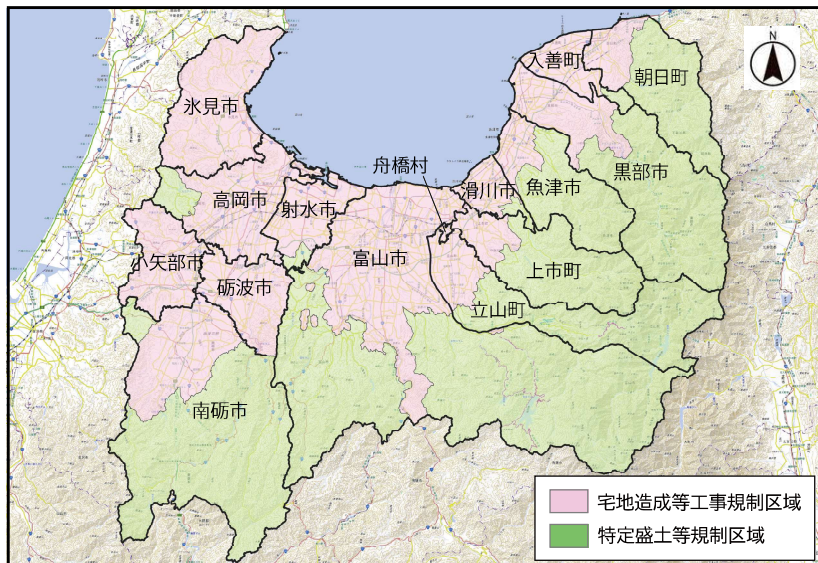 N
入善町
朝日町
氷見市
舟橋村
黒部市
高岡市
射水市
滑川市
魚津市
小矢部市
砺波市
富山市
上市町
立山町
南砺市
宅地造成等工事規制区域
特定盛土等規制区域